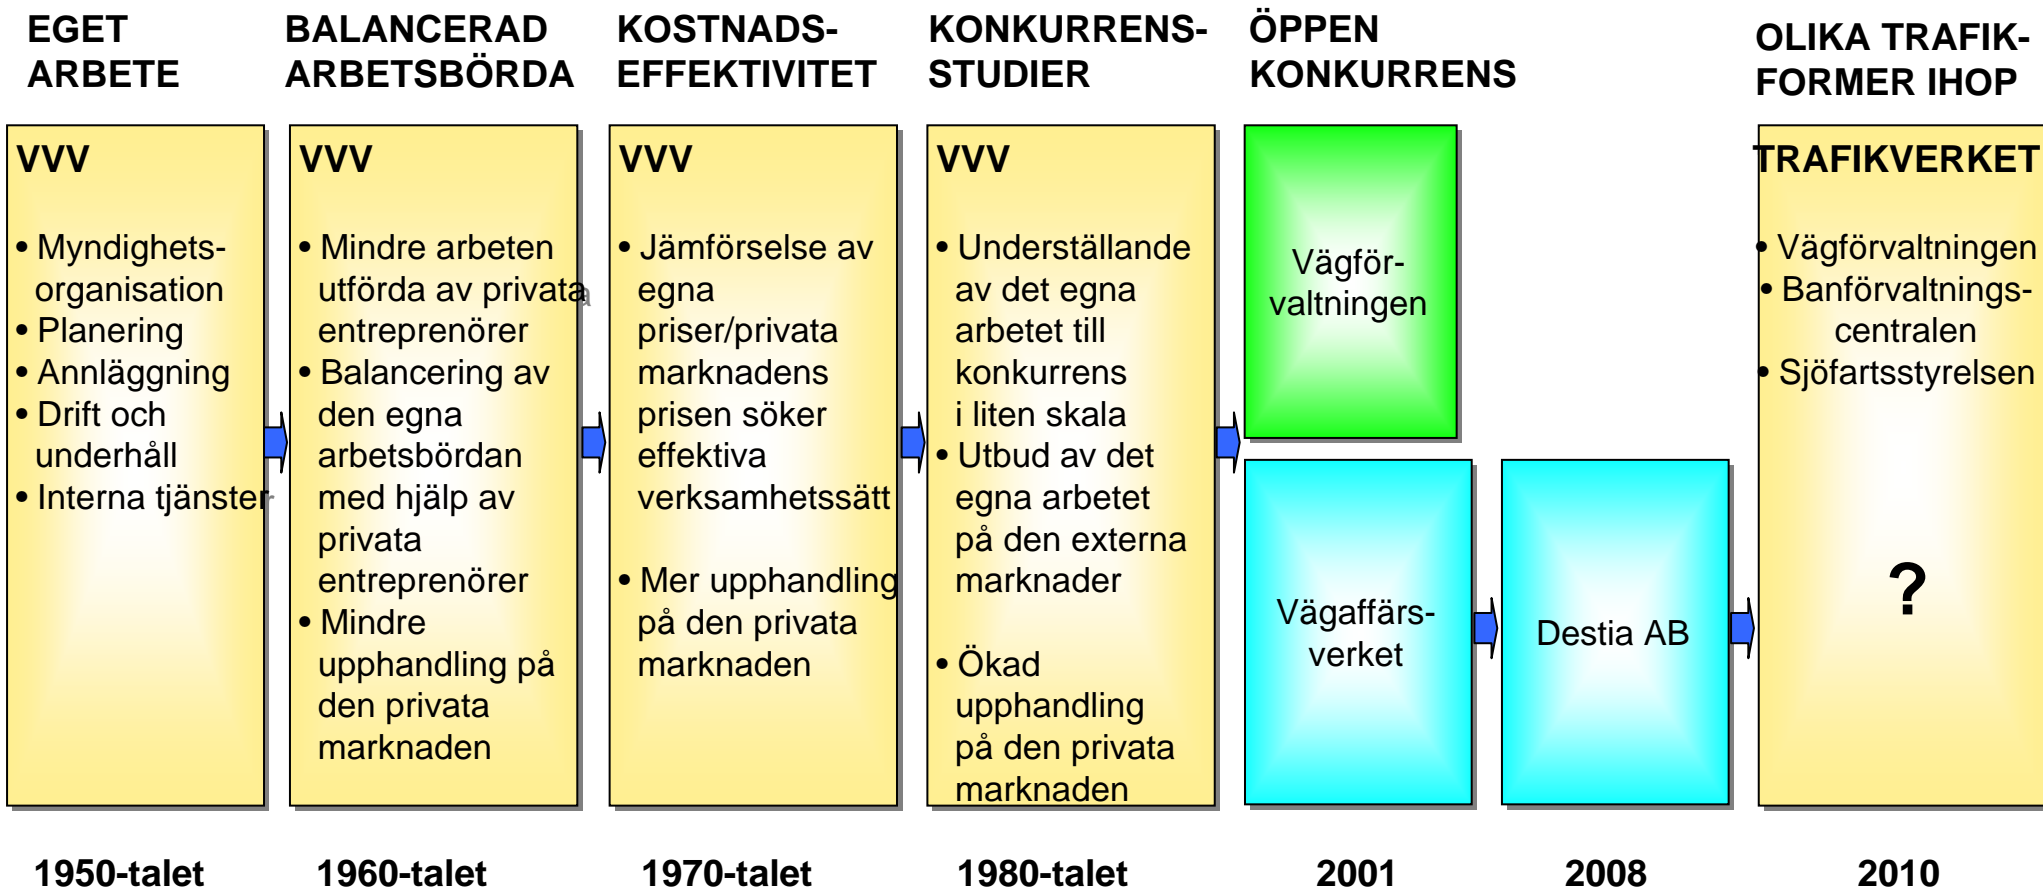 EGET
ARBETE
BALANCERAD
ARBETSBÖRDA
KOSTNADS-
EFFEKTIVITET
KONKURRENS-
STUDIER
ÖPPEN
KONKURRENS
OLIKA TRAFIK-
FORMER IHOP
VVV
• Myndighets-
organisation
• Planering
• Annläggning
• Drift och
underhåll
• Interna tjänster
VVV
• Mindre arbeten
utförda av privata
entreprenörer
• Balancering av
den egna
arbetsbördan
med hjälp av
privata
entreprenörer
• Mindre
upphandling på
den privata
marknaden
VVV
• Jämförselse av
egna
priser/privata
marknadens
prisen söker
effektiva
verksamhetssätt
• Mer upphandling
på den privata
marknaden
VVV
• Underställande
av det egna
arbetet till
konkurrens
i liten skala
• Utbud av det
egna arbetet
på den externa
marknader
• Ökad
upphandling
på den privata
marknaden
Vägför-
valtningen
Vägaffärs-
verket
Destia AB
TRAFIKVERKET
• Vägförvaltningen
• Banförvaltnings-
centralen
• Sjöfartsstyrelsen
?
1950-talet
1960-talet
1970-talet
1980-talet
2001
2008
2010